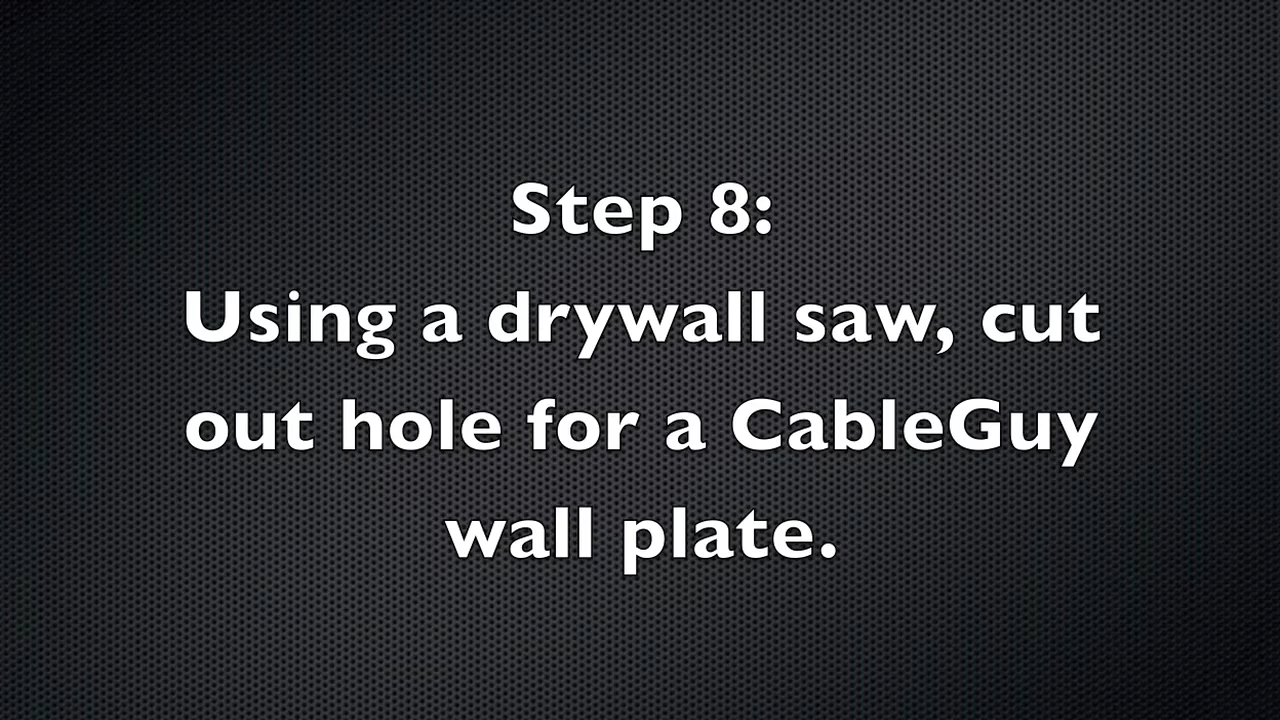 Step 8:
Using a drywall saw, cut
out hole for a CableGuy
wall plate.